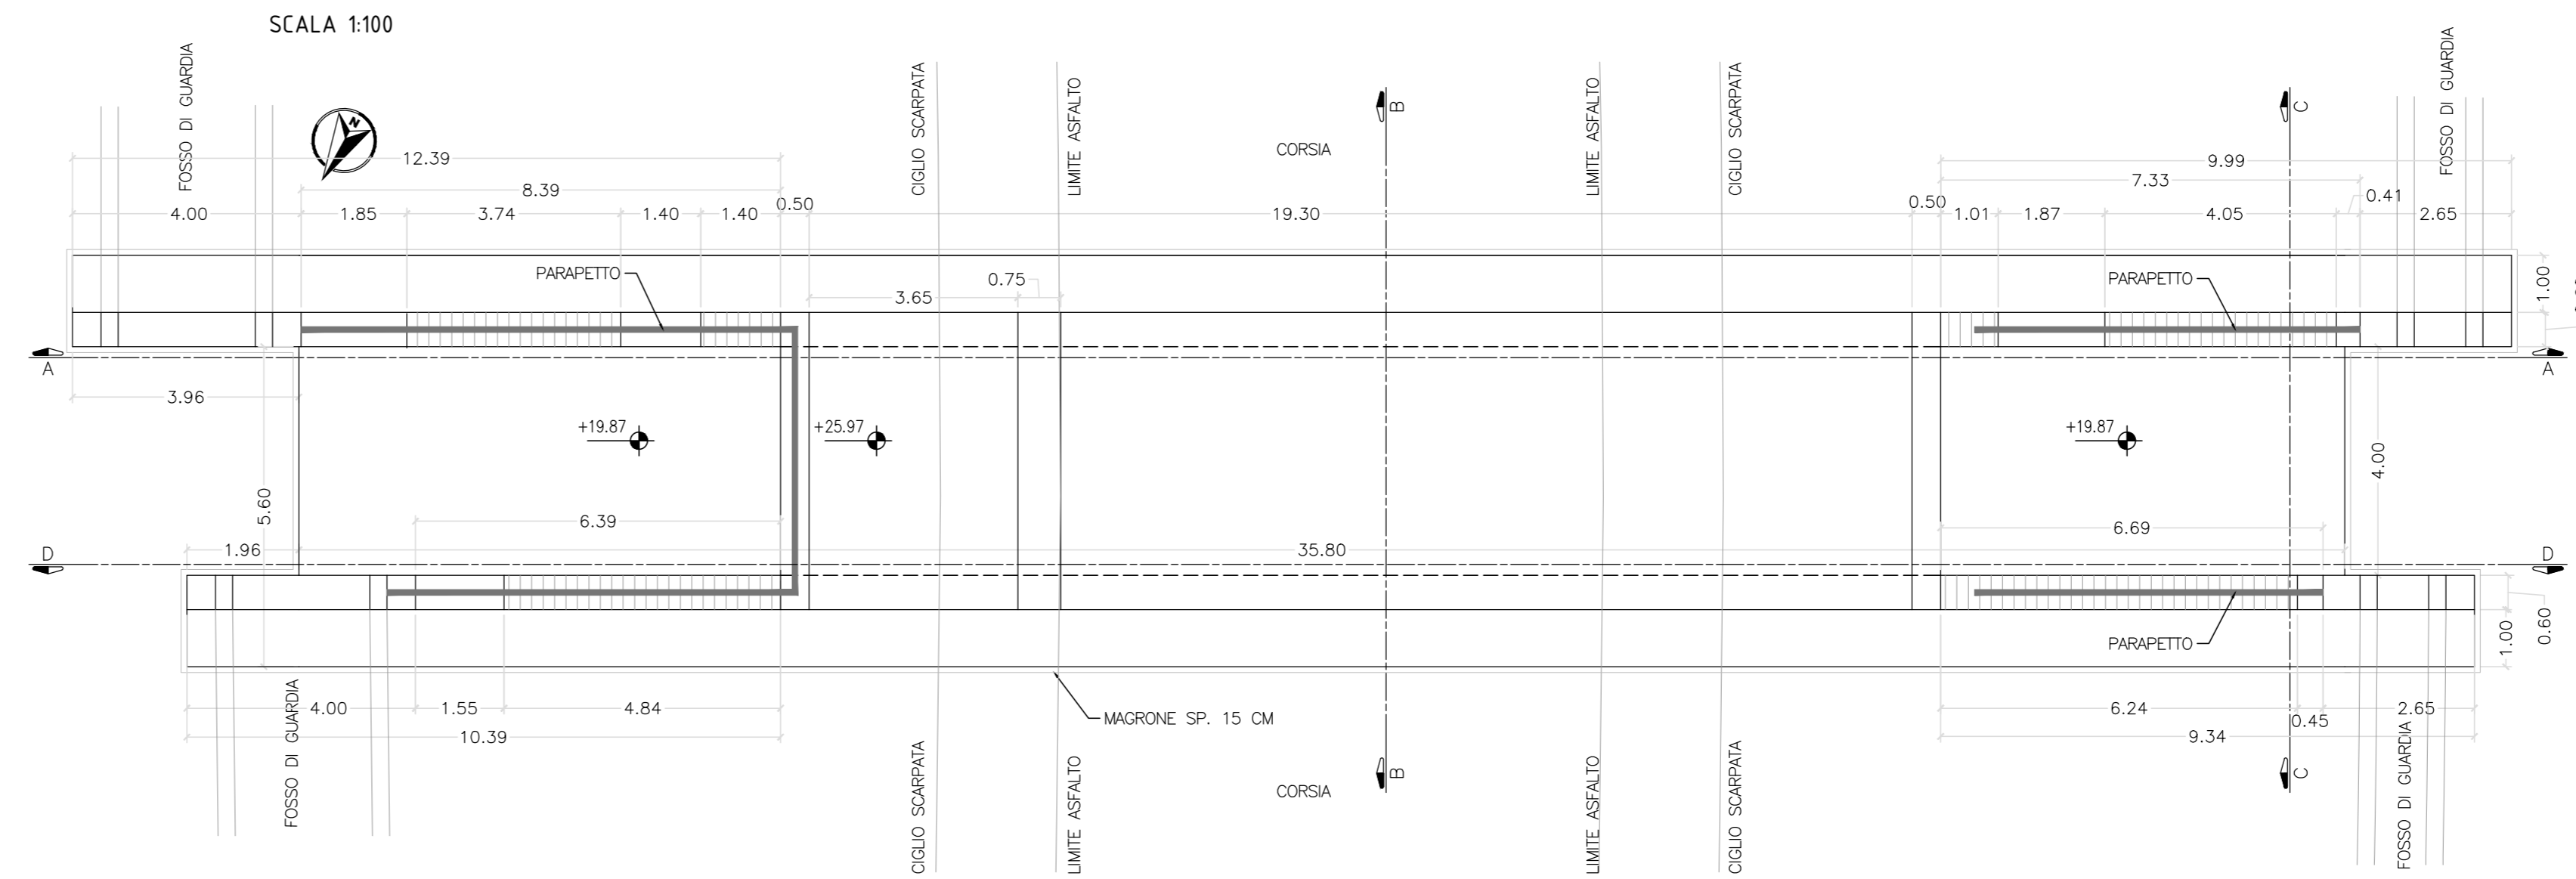 SCALA 1:100
FOSSO DI GUARDIA
N
CIGLIO SCARPATA
LIMITE ASFALTO
CORSIA
B
LIMITE ASFALTO
CIGLIO SCARPATA
C
FOSSO DI GUARDIA
12.39
9.99
8.39
7.33
4.00
1.85
3.74
1.40
1.40
0.50
19.30
0.50
1.01
1.87
4.05
0.41
2.65
PARAPETTO
3.65
0.75
PARAPETTO
1.00
A
A
3.96
+19.87
+25.97
+19.87
4.00
5.60
6.39
6.69
D
1.96
35.80
D
0.60
1.00
PARAPETTO
4.00
1.55
4.84
MAGRONE SP. 15 CM
6.24
0.45
2.65
10.39
9.34
FOSSO DI GUARDIA
CIGLIO SCARPATA
LIMITE ASFALTO
CORSIA
B
LIMITE ASFALTO
CIGLIO SCARPATA
C
FOSSO DI GUARDIA